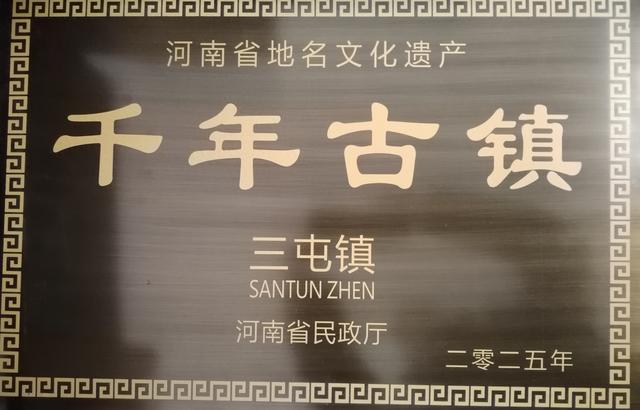 河南省地名文化遗产
千年古镇
三屯镇
SANTUN ZHEN
河南省民政厅
二零二五年